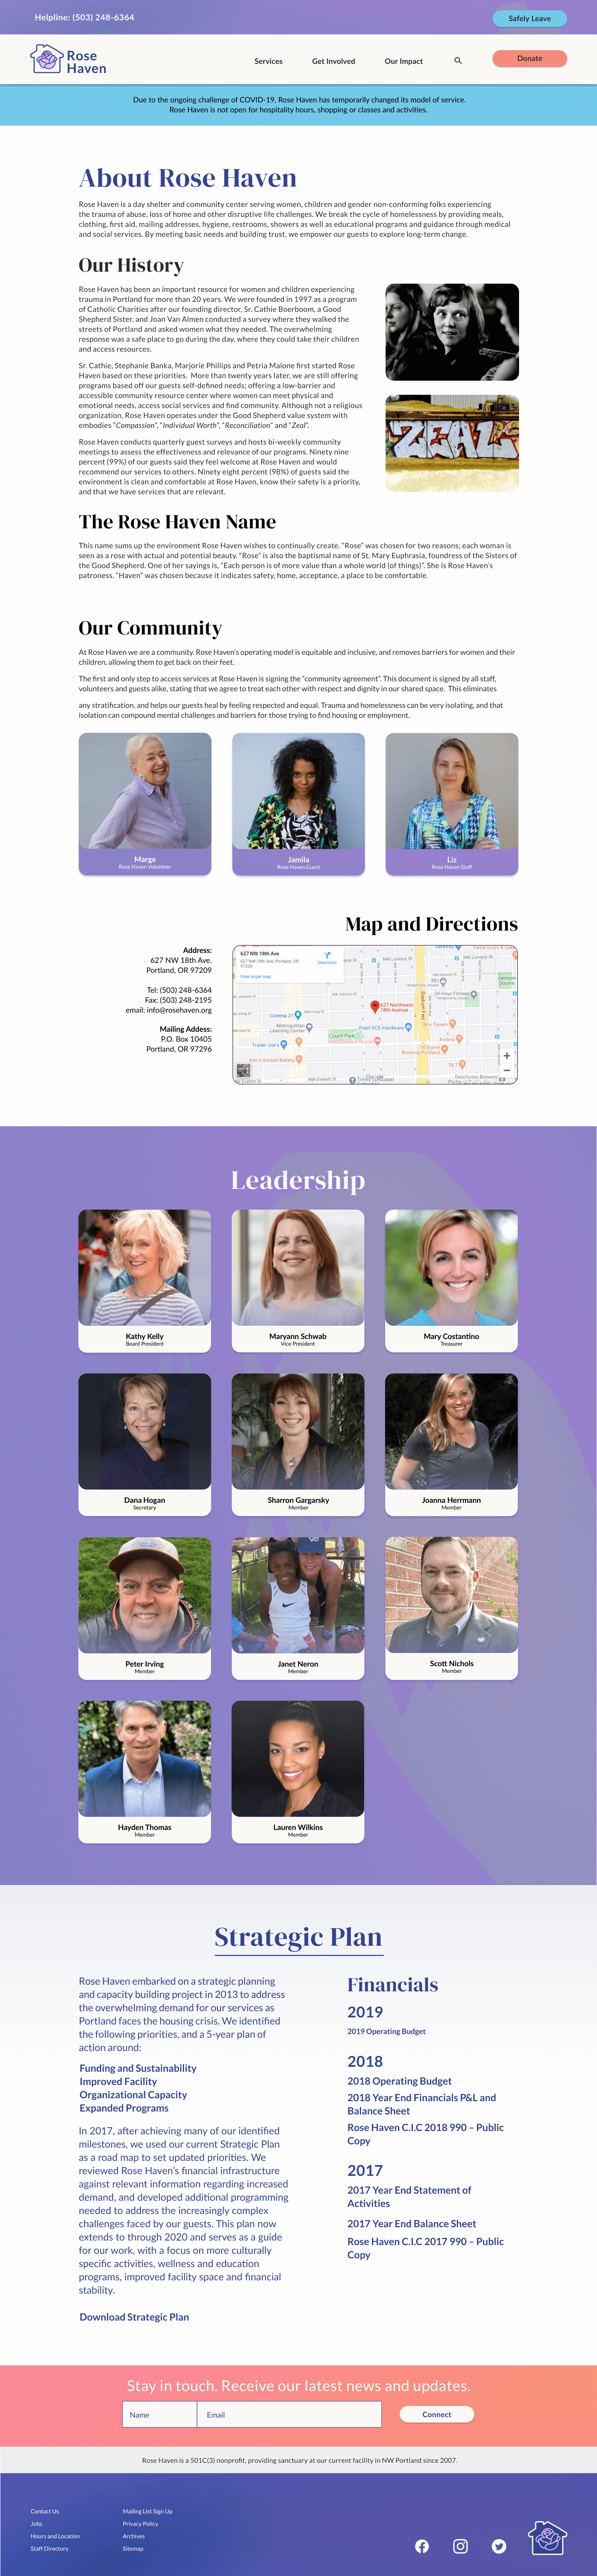 Helpline: (503) 248-6364
Safely Leave
Rose
Haven
Services
Get Involved
Our Impact
Donate
Due to the ongoing challenge of COVID-19, Rose Haven has temporarily changed its model of service.
Rose Haven is not open for hospitality hours, shopping or classes and activities.
About Rose Haven
Rose Haven is a day shelter and community center serving women, children and gender non-conforming folks experiencing
the trauma of abuse, loss of home and other disruptive life challenges. We break the cycle of homelessness by providing meals,
clothing, first aid, mailing addresses, hygiene, restrooms, showers as well as educational programs and guidance through medical
and social services. By meeting basic needs and building trust, we empower our guests to explore long-term change.
Our History
Rose Haven has been an important resource for women and children experiencing
trauma in Portland for more than 20 years. We were founded in 1997 as a program
of Catholic Charities after our founding director, Sr. Cathie Boerboom, a Good
Shepherd Sister, and Joan Van Almen conducted a survey where they walked the
streets of Portland and asked women what they needed. The overwhelming
response was a safe place to go during the day, where they could take their children
and access resources.
Sr. Cathie, Stephanie Banka, Marjorie Phillips and Petria Malone first started Rose
Haven based on these priorities. More than twenty years later, we are still offering
programs based off our guests self-defined needs; offering a low-barrier and
accessible community resource center where women can meet their physical and
emotional needs, access social services and find community. Although not a religious
organization, Rose Haven operates under the Good Shepherd value system with
embodies "Compassion", "Individual Worth", "Reconciliation" and "Zeal".
Rose Haven conducts quarterly guest surveys and hosts bi-weekly community
meetings to assess the effectiveness and relevance of our programs. Ninety nine
percent (99%) of our guests said they feel welcome at Rose Haven and would
recommend our services to others. Ninety eight percent (98%) of guests said the
environment is clean and comfortable at Rose Haven, know their safety is a priority,
and that we have services that are relevant.
ZEAL
The Rose Haven Name
This name sums up the environment Rose Haven wishes to continually create. "Rose" was chosen for two reasons; each woman is
seen as a rose with actual and potential beauty. "Rose" is also the baptismal name of St. Mary Euphrasia, foundress of the Sisters of
the Good Shepherd. One of her sayings is, "Each person is of more value than a whole world (of things)". She is Rose Haven's
patroness. "Haven" was chosen because it indicates safety, home, acceptance, a place to be comfortable.
Our Community
At Rose Haven we are a community. Rose Haven's operating model is equitable and inclusive, and removes barriers for women and their
children, allowing them to get back on their feet.
The first and only step to access services at Rose Haven is signing the "community agreement". This document is signed by all staff,
volunteers and guests alike, stating that we agree to treat each other with respect and dignity in our shared space. This eliminates
any stratification, and helps our guests heal by feeling respected and equal. Trauma and homelessness can be very isolating, and that
isolation can compound mental challenges and barriers for those trying to find housing or employment.
Marge
Rose Haven Volunteer
Jamila
Rose Haven Guest
Liz
Rose Haven Staff
Map and Directions
Address:
627 NW 18th Ave.
Portland, OR 97209
Tel: (503) 248-6364
Fax: (503) 248-2195
email: info@rosehaven.org
Mailing Address:
P.O. Box 10405
Portland, OR 97296
627 NW 18th Ave
627 NW 18th Ave, Portland, OR
97209
Directions
View larger map
NW Lovejoy St
Jamison
Square
REI
24 Hour Fitness
627 Northwest
18th Avenue
Cinema 21
Metropolitan
Learning Center
Pearl ACE Hardware
Brix Tavern
Couch Park
Trader Joe's
10 Barrel
Brewing Portland
Ken's Artisan Bakery
TILT
NW Everett St
Trinity Episcopal
Google
Deschutes Brewery
Leadership
Kathy Kelly
Board President
Maryann Schwab
Vice President
Mary Costantino
Treasurer
Dana Hogan
Secretary
Sharron Gargarsky
Member
Joanna Herrmann
Member
Peter Irving
Member
Janet Neron
Member
Scott Nichols
Member
Hayden Thomas
Member
Lauren Wilkins
Member
Strategic Plan
Rose Haven embarked on a strategic planning
and capacity building project in 2013 to address
the overwhelming demand for our services as
Portland faces the housing crisis. We identified
the following priorities, and a 5-year plan of
action around:
Funding and Sustainability
Improved Facility
Organizational Capacity
Expanded Programs
In 2017, after achieving many of our identified
milestones, we used our current Strategic Plan
as a road map to set updated priorities. We
reviewed Rose Haven's financial infrastructure
against relevant information regarding increased
demand, and developed additional programming
needed to address the increasingly complex
challenges faced by our guests. This plan now
extends to through 2020 and serves as a guide
for our work, with a focus on more culturally
specific activities, wellness and education
programs, improved facility space and financial
stability.
Download Strategic Plan
Financials
2019
2019 Operating Budget
2018
2018 Operating Budget
2018 Year End Financials P&L and
Balance Sheet
Rose Haven C.I.C 2018 990 – Public
Copy
2017
2017 Year End Statement of
Activities
2017 Year End Balance Sheet
Rose Haven C.I.C 2017 990 – Public
Copy
Stay in touch. Receive our latest news and updates.
Name
Email
Connect
Rose Haven is a 501C(3) nonprofit, providing sanctuary at our current facility in NW Portland since 2007.
Contact Us
Jobs
Hours and Location
Staff Directory
Mailing List Sign Up
Privacy Policy
Archives
Sitemap